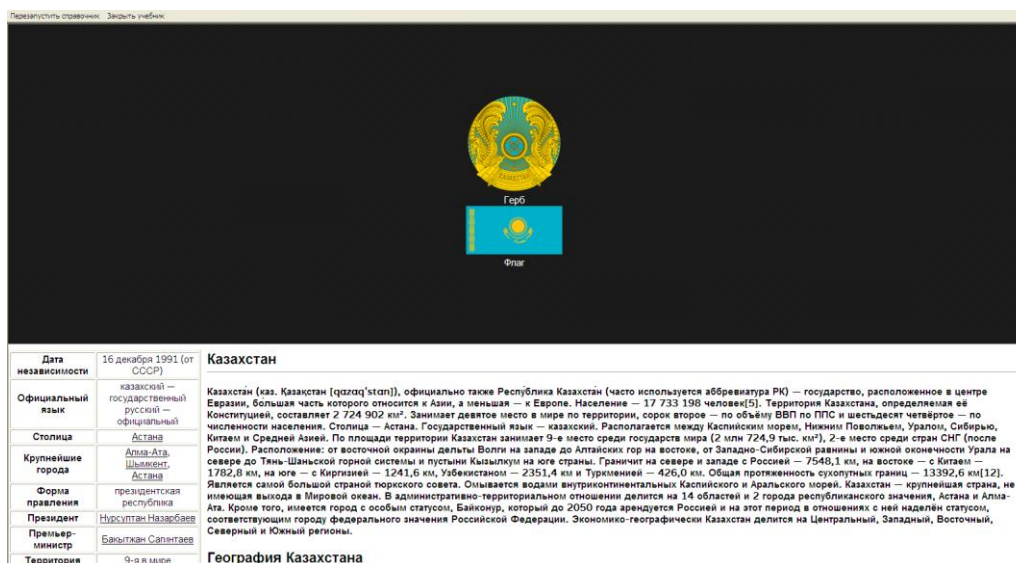 Перезапустить справочник Закрыть учебник
ҚАЗАҚСТАН
Герб
Флаг
Дата независимости
16 декабря 1991 (от СССР)
Официальный язык
казахский — государственный русский — официальный
Столица
Астана
Крупнейшие города
Алма-Ата, Шымкент, Астана
Форма правления
президентская республика
Президент
Нурсултан Назарбаев
Премьер-министр
Бакытжан Сагинтаев
Территория
9-я в мире
Казахстан
Казахста́н (каз. Қазақстан [qɑzɑq'stɑn]), официально также Респу́блика Казахста́н (часто используется аббревиатура РК) — государство, расположенное в центре
Евразии, бо́льшая часть которого относится к Азии, а меньшая — к Европе. Население — 17 733 198 человек[5]. Территория Казахстана, определяемая её
Конституцией, составляет 2 724 902 км². Занимает девятое место в мире по территории, сорок второе — по объёму ВВП по ППС и шестьдесят четвёртое — по
численности населения. Столица — Астана. Государственный язык — казахский. Располагается между Каспийским морем, Нижним Поволжьем, Уралом, Сибирью,
Китаем и Средней Азией. По площади территории Казахстан занимает 9-е место среди государств мира (2 млн 724,9 тыс. км²), 2-е место среди стран СНГ (после
России). Расположение: от восточной окраины дельты Волги на западе до Алтайских гор на востоке, от Западно-Сибирской равнины и южной оконечности Урала на
севере до Тянь-Шаньской горной системы и пустыни Кызылкум на юге страны. Граничит на севере и западе с Россией — 7548,1 км, на востоке — с Китаем —
1782,8 км, на юге — с Киргизией — 1241,6 км, Узбекистаном — 2351,4 км и Туркменией — 426,0 км. Общая протяженность сухопутных границ — 13392,6 км[12].
Является самой большой страной тюркского совета. Омывается водами внутриконтинентальных Каспийского и Аральского морей. Казахстан — крупнейшая страна, не
имеющая выхода в Мировой океан. В административно-территориальном отношении делится на 14 областей и 2 города республиканского значения, Астана и Алма-
Ата. Кроме того, имеется город с особым статусом, Байконур, который до 2050 года арендуется Россией и на этот период в отношениях с ней наделён статусом,
соответствующим городу федерального значения Российской Федерации. Экономико-географически Казахстан делится на Центральный, Западный, Восточный,
Северный и Южный регионы.
География Казахстана